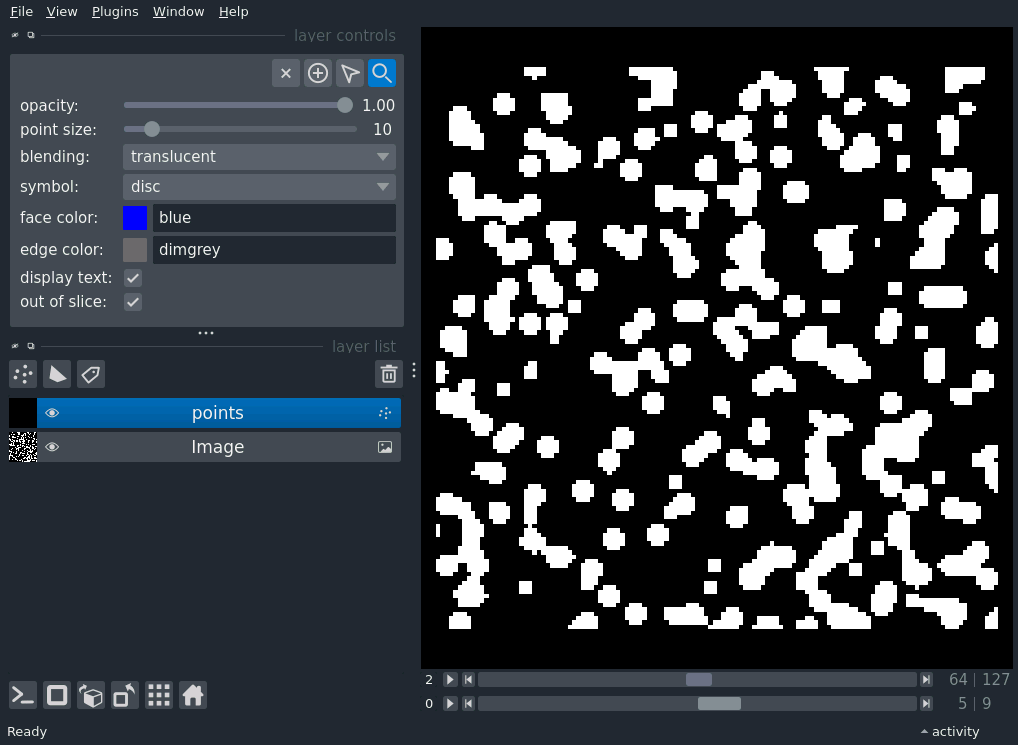 File View Plugins Window Help
layer controls
opacity: 1.00
point size: 10
blending: translucent
symbol: disc
face color: blue
edge color: dimgrey
display text:
out of slice:
layer list
points
Image
2 64 | 127
0 5 | 9
Ready activity